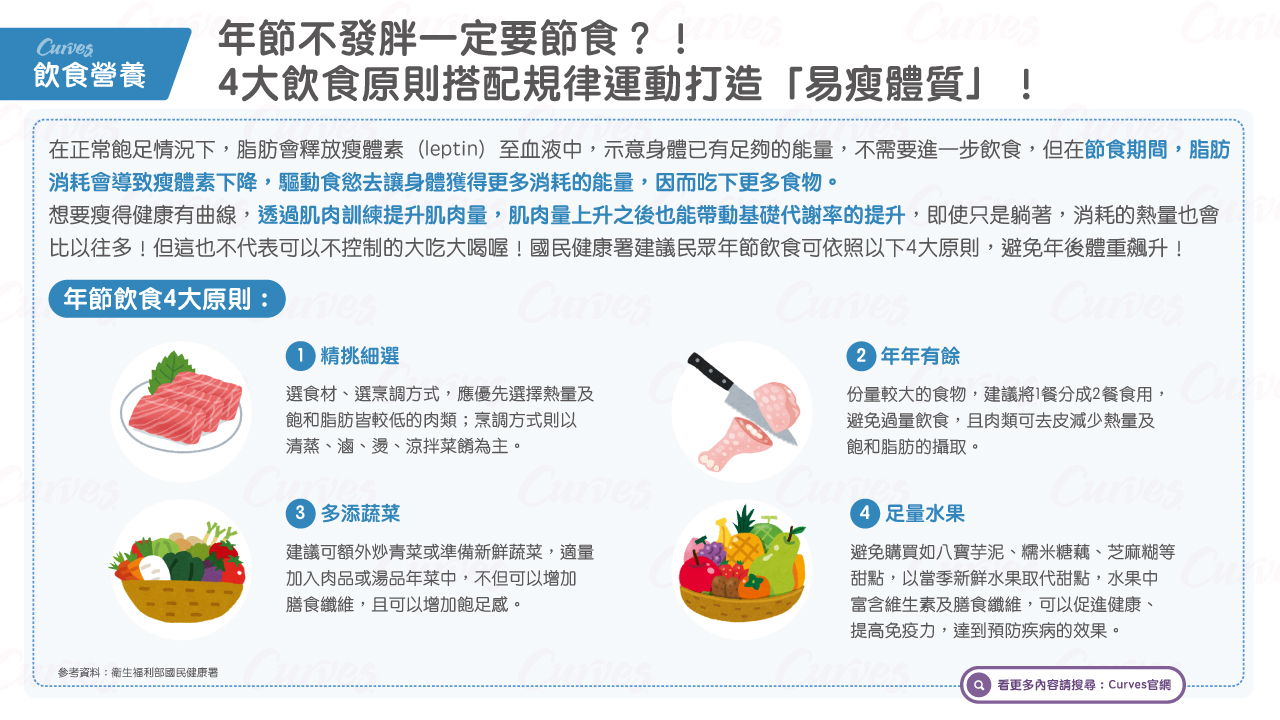 Curves
飲食營養
年節不發胖一定要節食？！
4大飲食原則搭配規律運動打造「易瘦體質」！
在正常飽足情況下，脂肪會釋放瘦體素（leptin）至血液中，示意身體已有足夠的能量，不需要進一步飲食，但在節食期間，脂肪
消耗會導致瘦體素下降，驅動食慾去讓身體獲得更多消耗的能量，因而吃下更多食物。
想要瘦得健康有曲線，透過肌肉訓練提升肌肉量，肌肉量上升之後也能帶動基礎代謝率的提升，即使只是躺著，消耗的熱量也會
比以往多！但這也不代表可以不控制的大吃大喝喔！國民健康署建議民眾年節飲食可依照以下4大原則，避免年後體重飆升！
年節飲食4大原則：
1 精挑細選
選食材、選烹調方式，應優先選擇熱量及
飽和脂肪皆較低的肉類；烹調方式則以
清蒸、滷、燙、涼拌菜餚為主。
2 年年有餘
份量較大的食物，建議將1餐分成2餐食用，
避免過量飲食，且肉類可去皮減少熱量及
飽和脂肪的攝取。
3 多添蔬菜
建議可額外炒青菜或準備新鮮蔬菜，適量
加入肉品或湯品年菜中，不但可以增加
膳食纖維，且可以增加飽足感。
4 足量水果
避免購買如八寶芋泥、糯米糖藕、芝麻糊等
甜點，以當季新鮮水果取代甜點，水果中
富含維生素及膳食纖維，可以促進健康、
提高免疫力，達到預防疾病的效果。
參考資料：衛生福利部國民健康署
看更多內容請搜尋：Curves官網